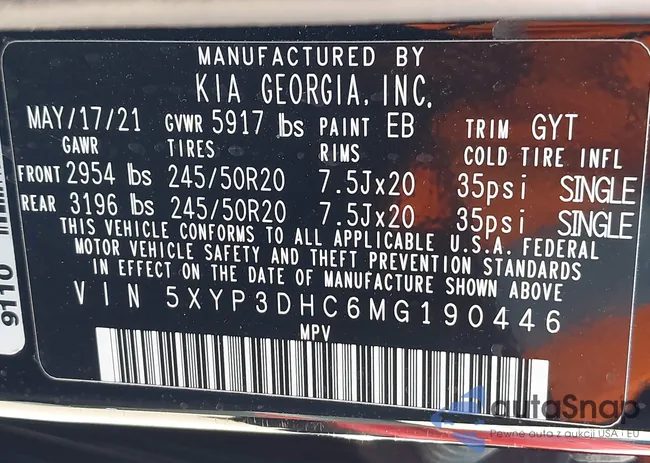 MANUFACTURED BY
KIA GEORGIA, INC.
MAY/17/21 GVWR 5917 lbs PAINT EB TRIM GYT
GAWR TIRES RIMS COLD TIRE INFL
FRONT 2954 lbs 245/50R20 7.5Jx20 35psi SINGLE
REAR 3196 lbs 245/50R20 7.5Jx20 35psi SINGLE
THIS VEHICLE CONFORMS TO ALL APPLICABLE U.S.A. FEDERAL
MOTOR VEHICLE SAFETY AND THEFT PREVENTION STANDARDS
IN EFFECT ON THE DATE OF MANUFACTURE SHOWN ABOVE
VIN 5XYP3DHC6MG190446
MPV
9110
autaSnap
Pewne auta z aukcji USA i EU